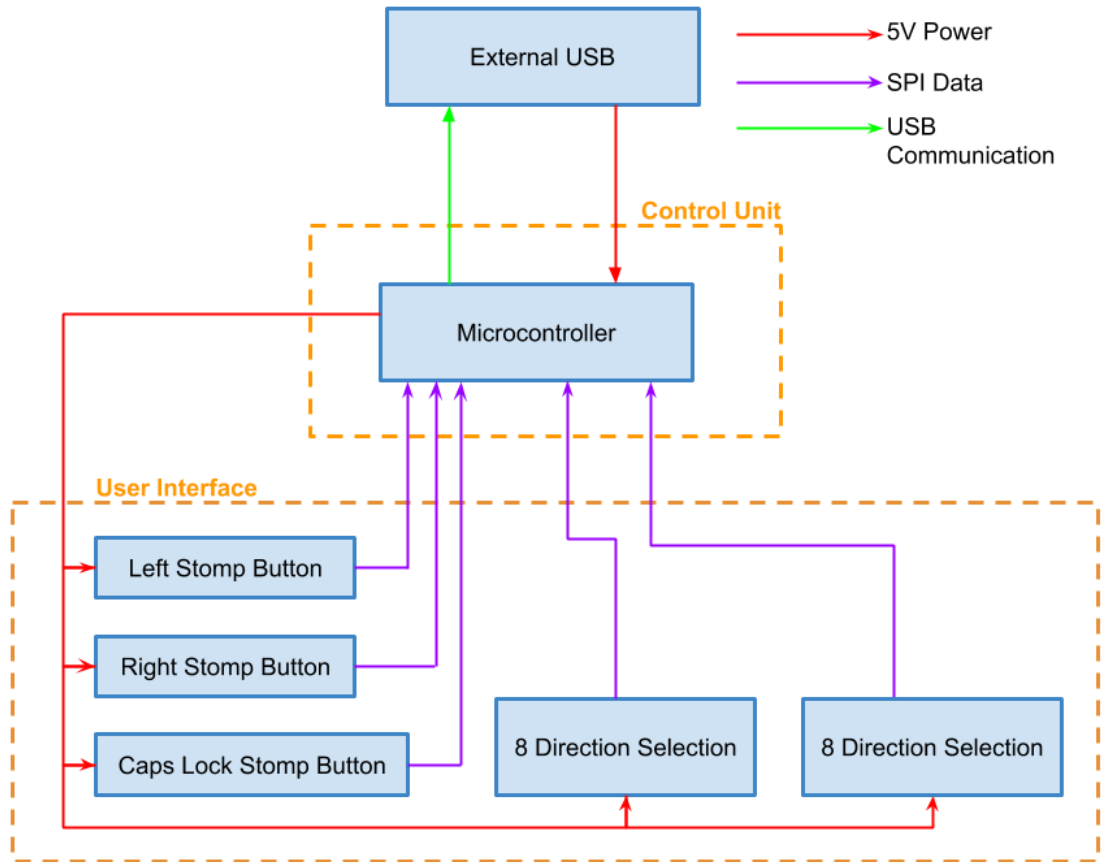 External USB
5V Power
SPI Data
USB
Communication
Control Unit
Microcontroller
User Interface
Left Stomp Button
Right Stomp Button
Caps Lock Stomp Button
8 Direction Selection
8 Direction Selection